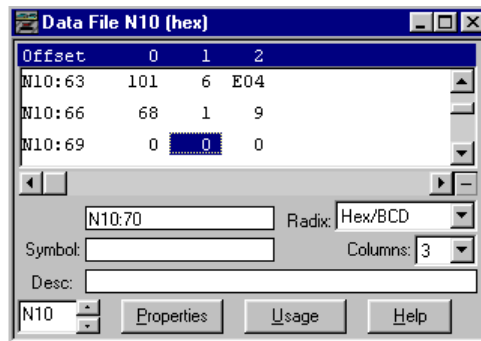 Data File N10 (hex)
Offset 0 1 2
N10:63 101 6 E04
N10:66 68 1 9
N10:69 0 0 0
N10:70 Radix: Hex/BCD
Symbol: Columns: 3
Desc:
N10 Properties Usage Help